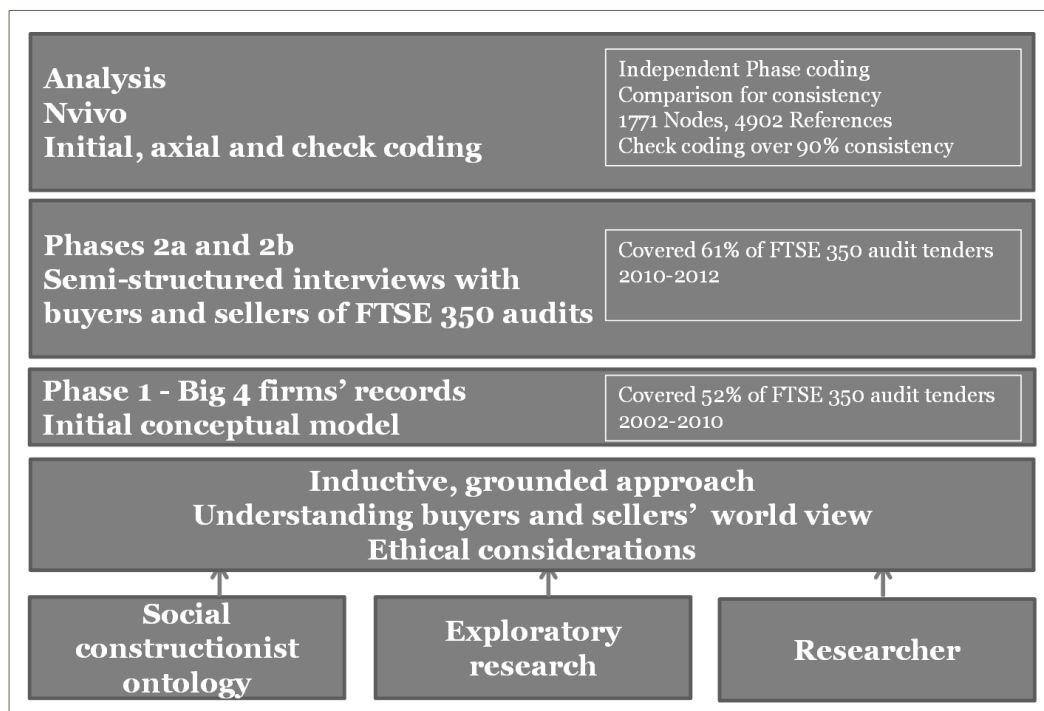 Analysis
Nvivo
Initial, axial and check coding
Independent Phase coding
Comparison for consistency
1771 Nodes, 4902 References
Check coding over 90% consistency
Phases 2a and 2b
Semi-structured interviews with
buyers and sellers of FTSE 350 audits
Covered 61% of FTSE 350 audit tenders
2010-2012
Phase 1 - Big 4 firms’ records
Initial conceptual model
Covered 52% of FTSE 350 audit tenders
2002-2010
Inductive, grounded approach
Understanding buyers and sellers’ world view
Ethical considerations
Social
constructionist
ontology
Exploratory
research
Researcher